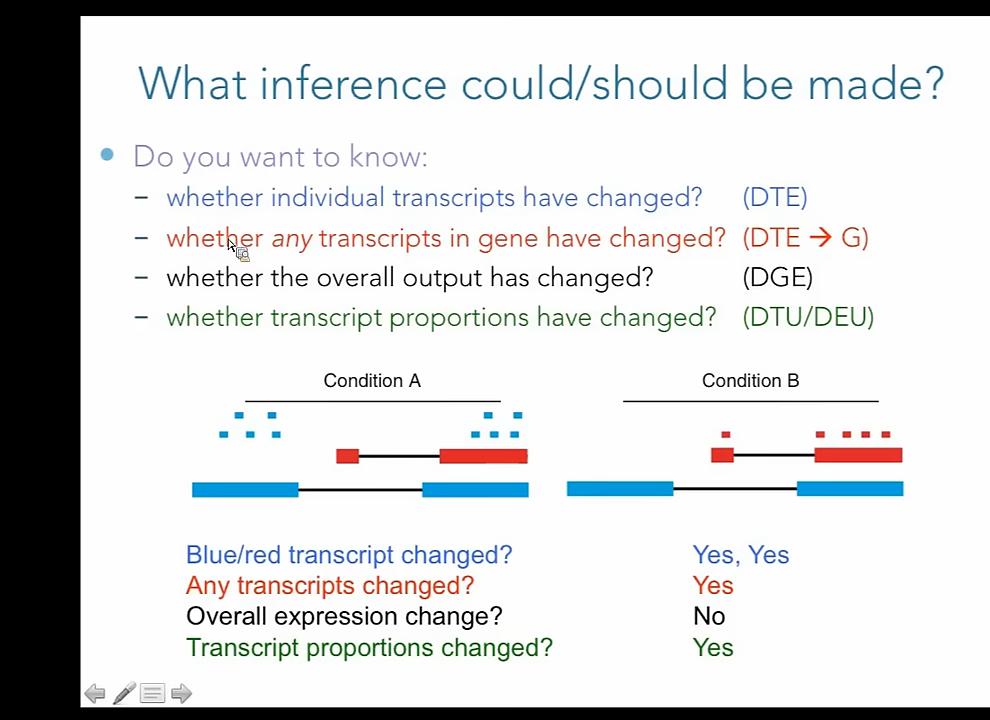 What inference could/should be made?
• Do you want to know:
– whether individual transcripts have changed? (DTE)
– whether any transcripts in gene have changed? (DTE → G)
– whether the overall output has changed? (DGE)
– whether transcript proportions have changed? (DTU/DEU)
Condition A Condition B
Blue/red transcript changed? Yes, Yes
Any transcripts changed? Yes
Overall expression change? No
Transcript proportions changed? Yes